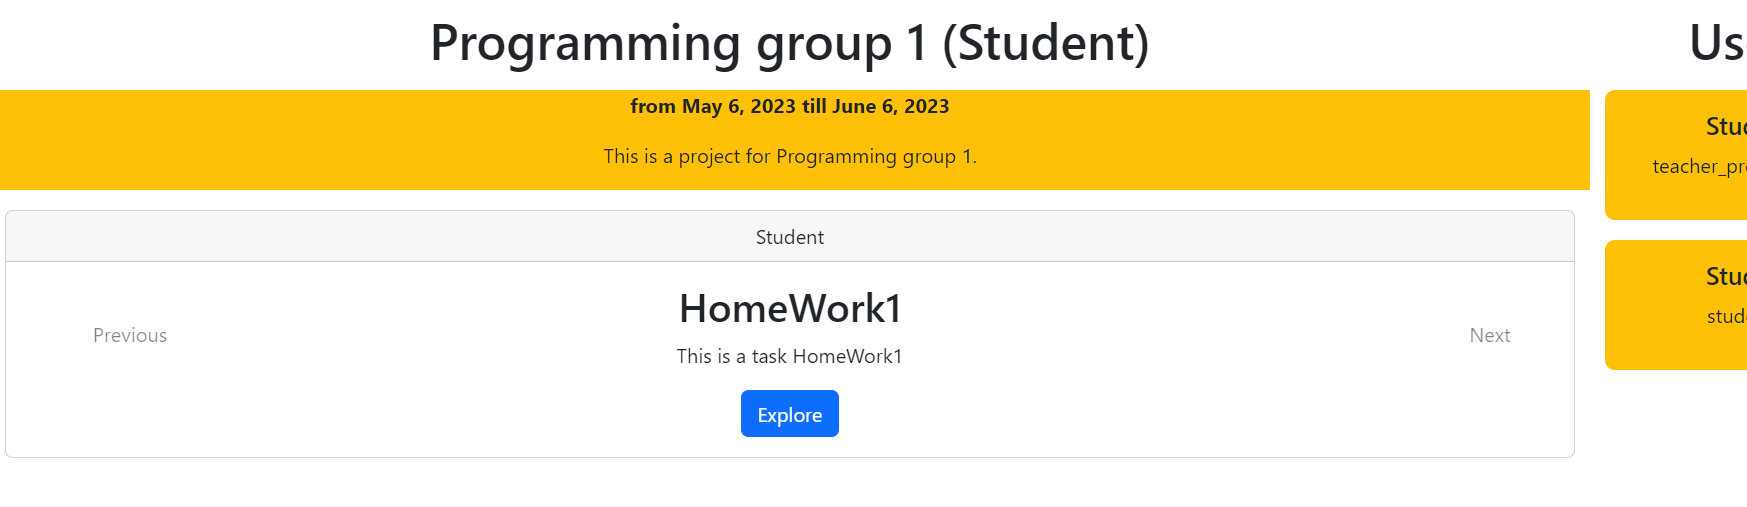 Programming group 1 (Student)
from May 6, 2023 till June 6, 2023
This is a project for Programming group 1.
Student
HomeWork1
This is a task HomeWork1
Previous
Next
Explore